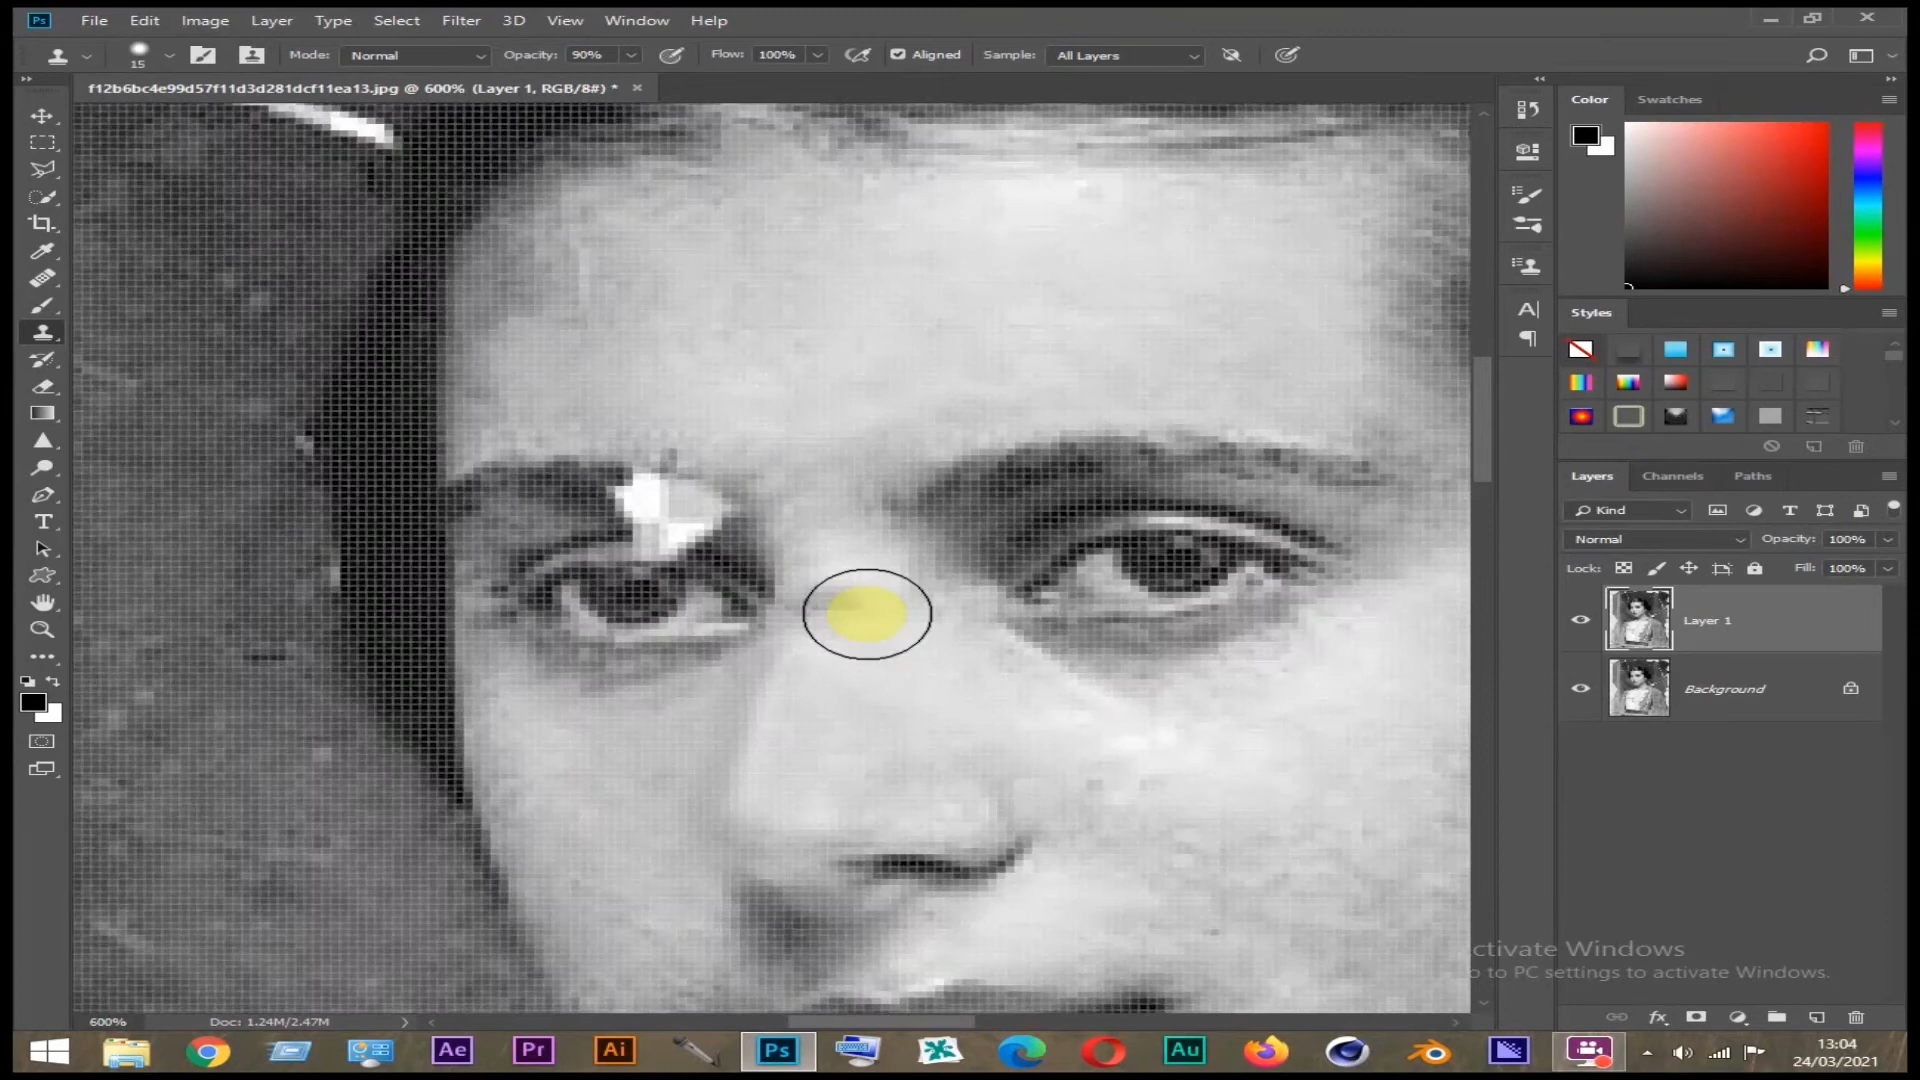 Ps File Edit Image Layer Type Select Filter 3D View Window Help
15 Mode: Normal Opacity: 90% Flow: 100% Aligned Sample: All Layers
f12b6bc4e99d57f11d3d281dcf11ea13.jpg @ 600% (Layer 1, RGB/8#) *
Color Swatches
Styles
Layers Channels Paths
Kind
Normal Opacity: 100%
Lock: Fill: 100%
Layer 1
Background
ctivate Windows
o to PC settings to activate Windows.
600% Doc: 1.24M/2.47M
Ae Pr Ai Ps Au
13:04
24/03/2021